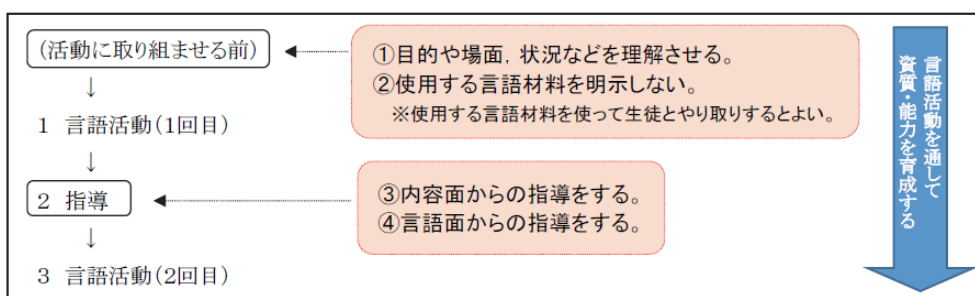 (活動に取り組ませる前)
①目的や場面，状況などを理解させる。
②使用する言語材料を明示しない。
※使用する言語材料を使って生徒とやり取りするとよい。
↓
1 言語活動(1回目)
↓
2 指導
③内容面からの指導をする。
④言語面からの指導をする。
↓
3 言語活動(2回目)
言語活動を通して
資質・能力を育成する